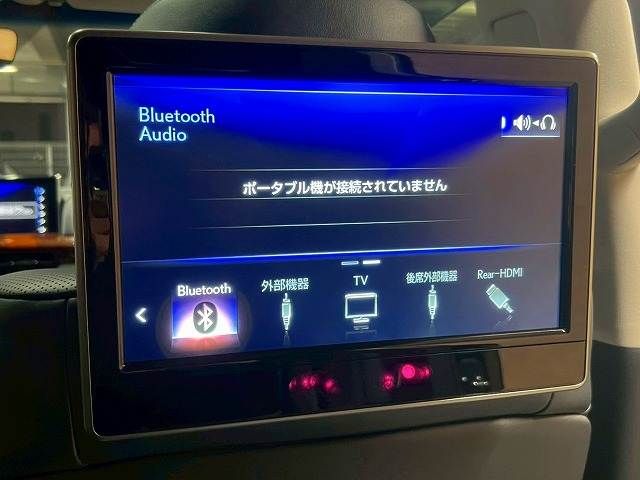 Bluetooth
Audio
ポータブル機が接続されていません
Bluetooth
外部機器
TV
後席外部機器
Rear-HDMI